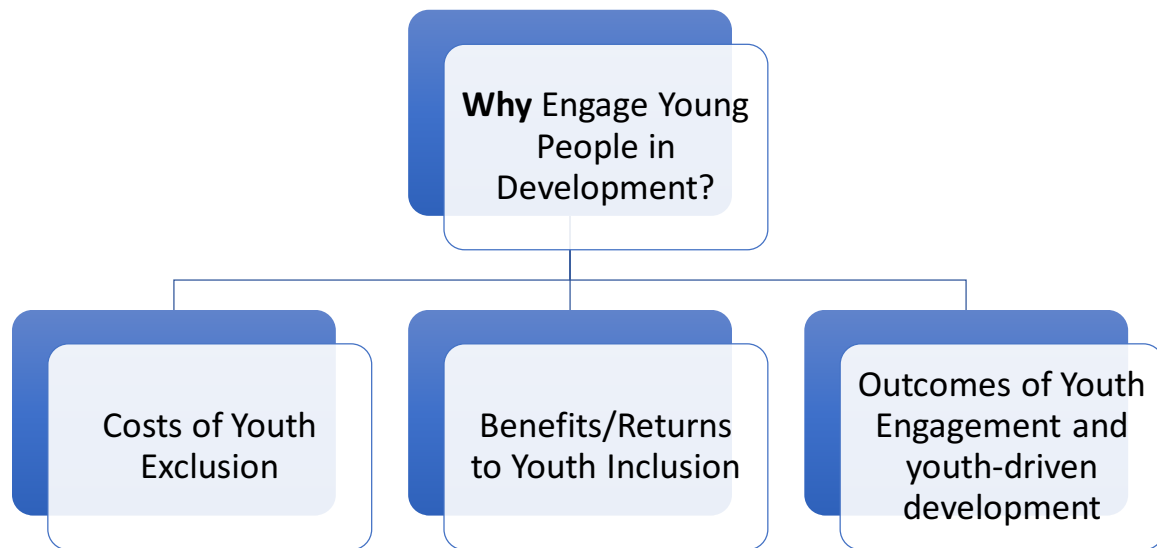 Why Engage Young
People in
Development?
Costs of Youth
Exclusion
Benefits/Returns
to Youth Inclusion
Outcomes of Youth
Engagement and
youth-driven
development